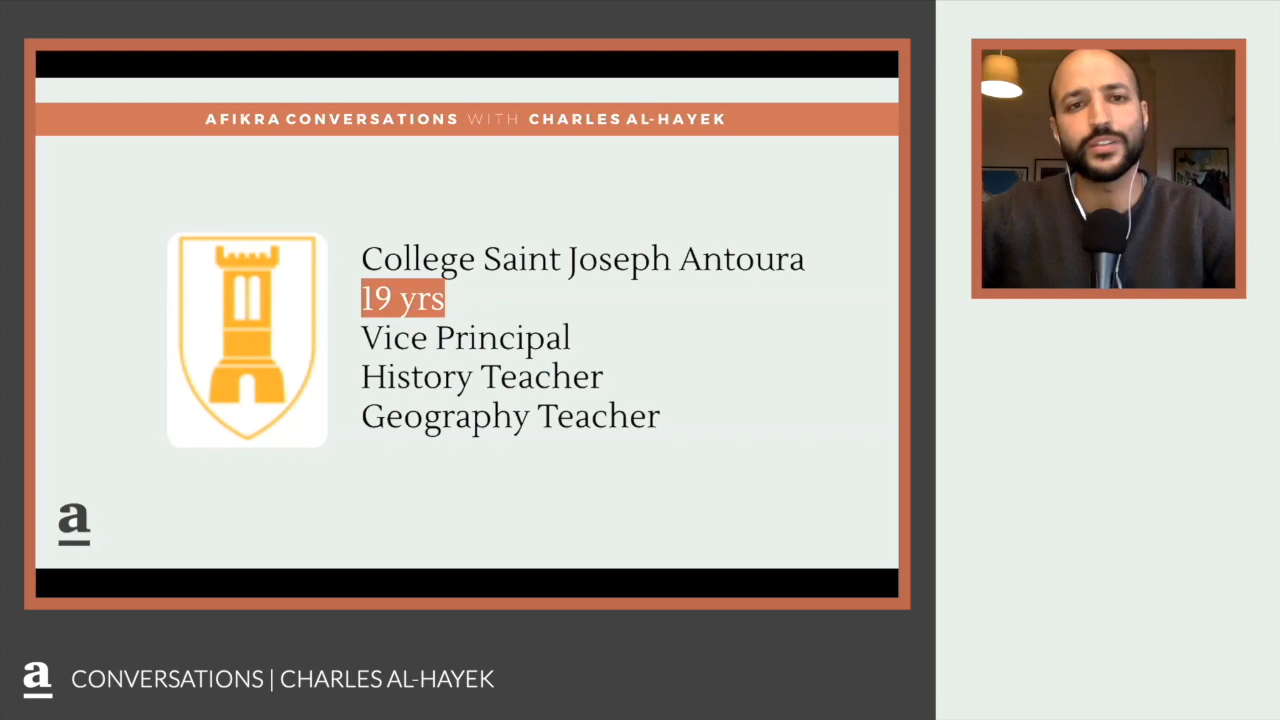 AFIKRA CONVERSATIONS WITH CHARLES AL-HAYEK
College Saint Joseph Antoura
19 yrs
Vice Principal
History Teacher
Geography Teacher
a
a CONVERSATIONS | CHARLES AL-HAYEK